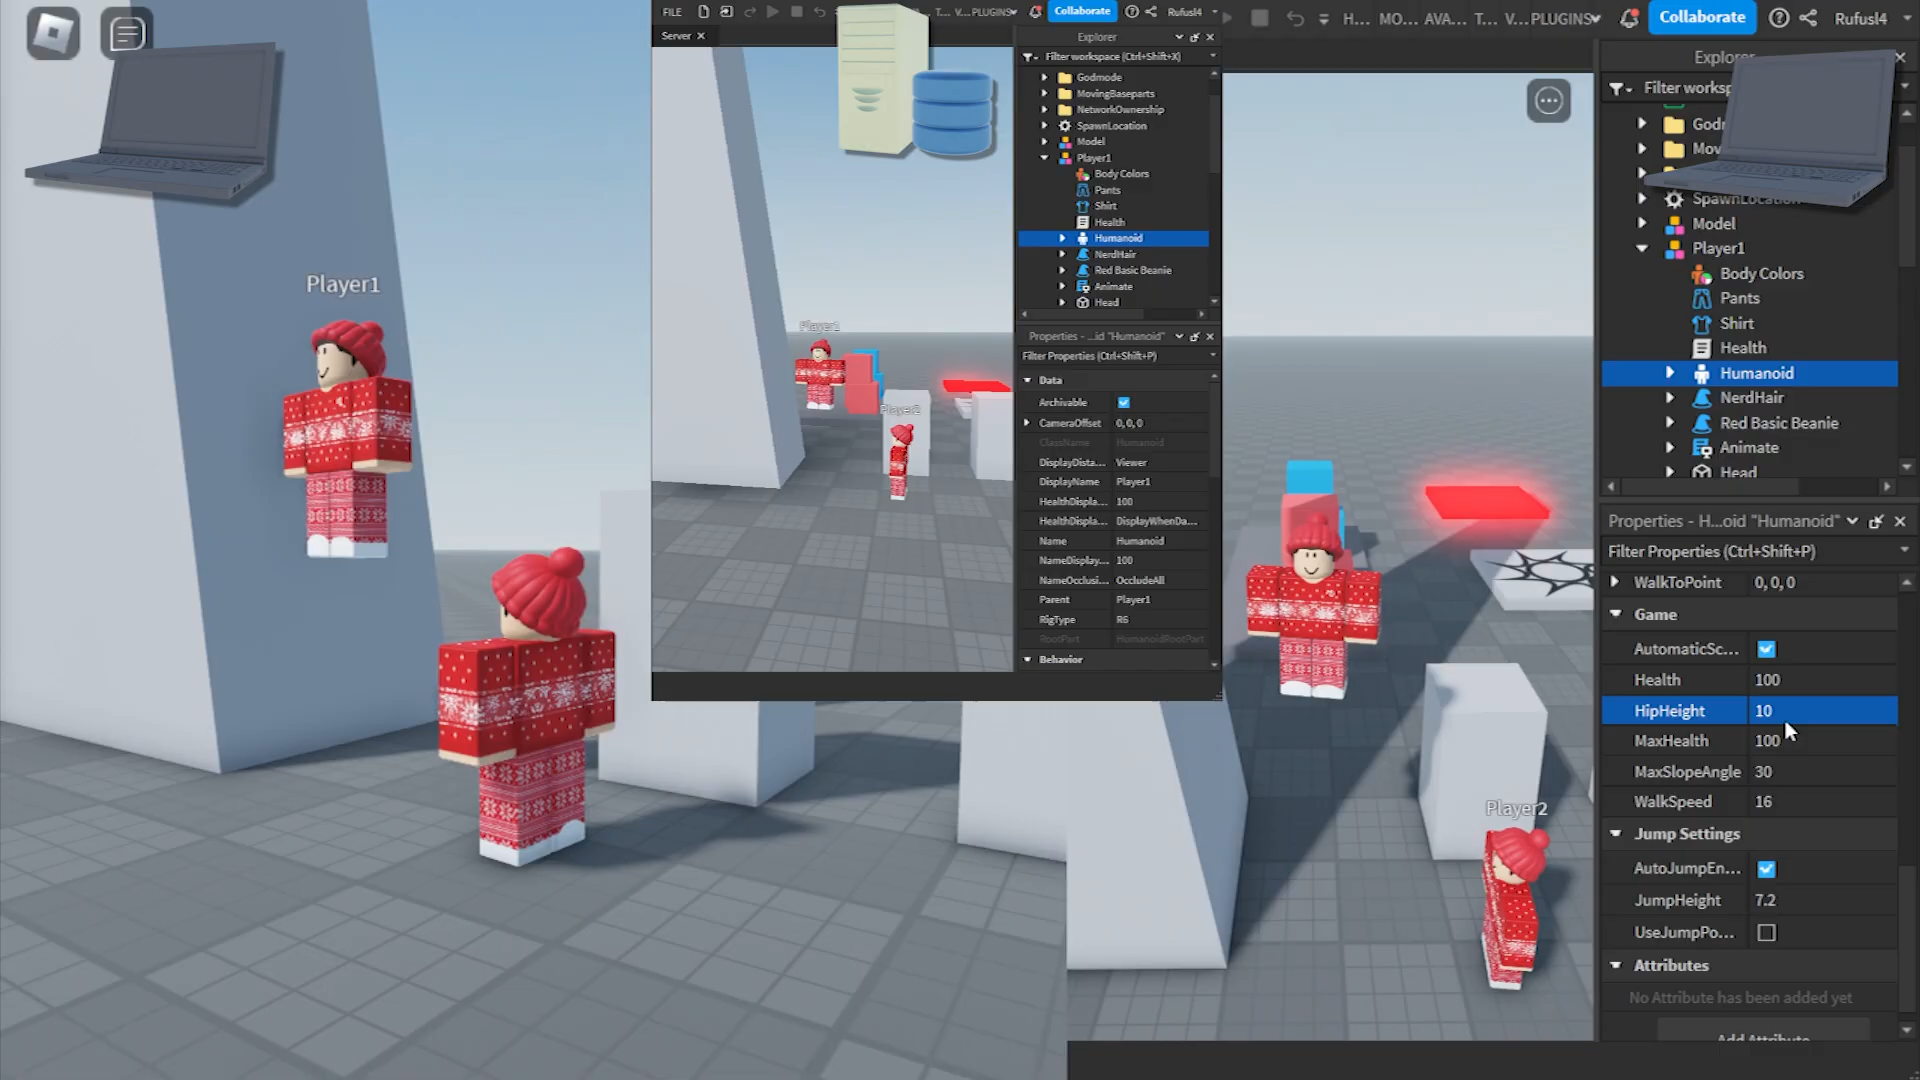 Player1
FILE
T... V...PLUGINS
Collaborate
Rufusl4
Server
Player1
Player2
Explorer
Filter workspace (Ctrl+Shift+X)
Godmode
MovingBaseparts
NetworkOwnership
SpawnLocation
Model
Player1
Body Colors
Pants
Shirt
Health
Humanoid
NerdHair
Red Basic Beanie
Animate
Head
Properties - ...id "Humanoid"
Filter Properties (Ctrl+Shift+P)
Data
Archivable
CameraOffset 0, 0, 0
ClassName Humanoid
DisplayDista... Viewer
DisplayName Player1
HealthDispla... 100
HealthDispla... DisplayWhenDa...
Name Humanoid
NameDisplay... 100
NameOcclusi... OccludeAll
Parent Player1
RigType R6
RootPart HumanoidRootPart
Behavior
H... MO... AVA... T... V...PLUGINS
Collaborate
Rufusl4
Player2
Explorer
Filter worksp
Godr
Mov
SpawnLocation
Model
Player1
Body Colors
Pants
Shirt
Health
Humanoid
NerdHair
Red Basic Beanie
Animate
Head
Properties - H...oid "Humanoid"
Filter Properties (Ctrl+Shift+P)
WalkToPoint 0, 0, 0
Game
AutomaticSc...
Health 100
HipHeight 10
MaxHealth 100
MaxSlopeAngle 30
WalkSpeed 16
Jump Settings
AutoJumpEn...
JumpHeight 7.2
UseJumpPo...
Attributes
No Attribute has been added yet
Add Attribute